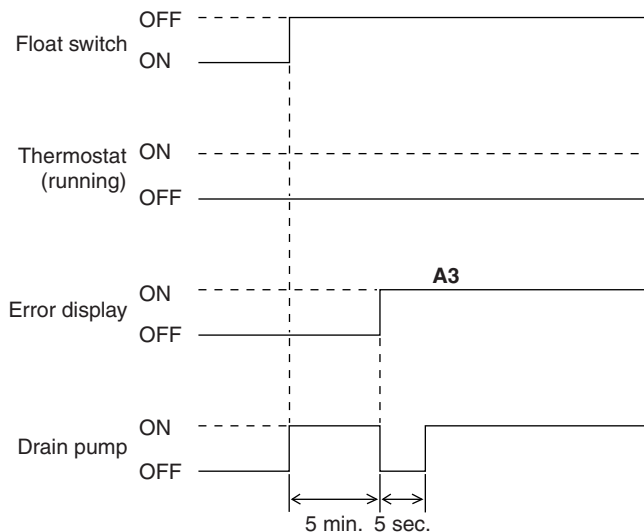 OFF
Float switch
ON
Thermostat ON
(running)
OFF
A3
ON
Error display
OFF
ON
Drain pump
OFF
5 min. 5 sec.